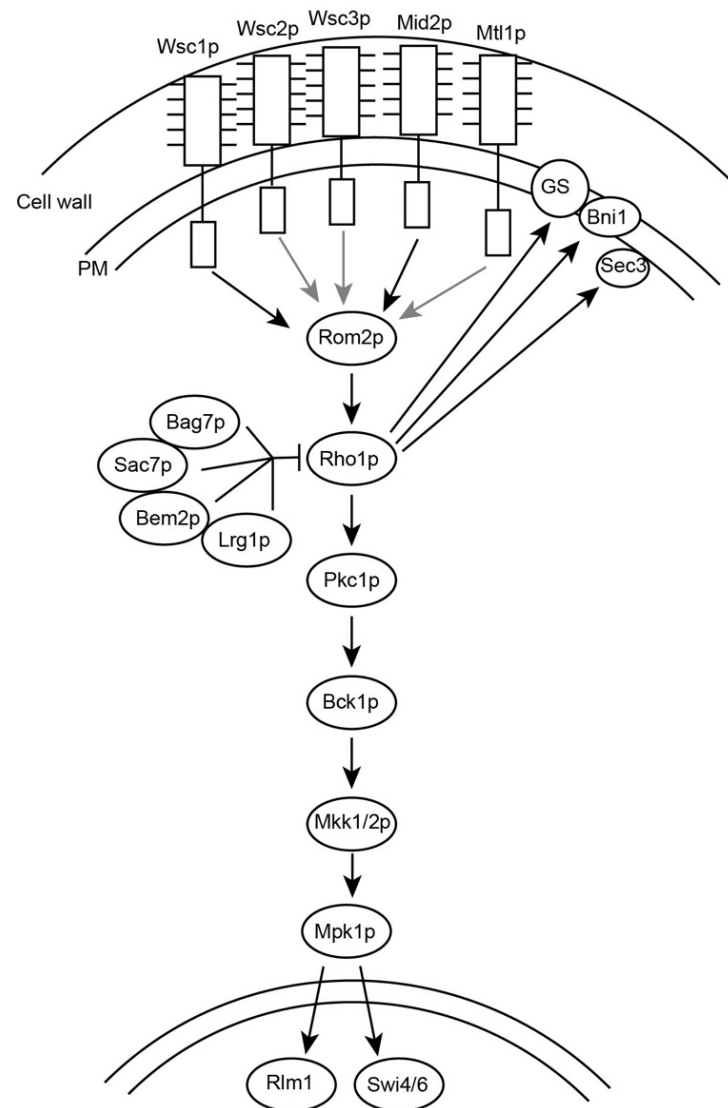 Wsc1p
Wsc2p
Wsc3p
Mid2p
Mtl1p
Cell wall
PM
GS
Bni1
Sec3
Rom2p
Bag7p
Sac7p
Bem2p
Lrg1p
Rho1p
Pkc1p
Bck1p
Mkk1/2p
Mpk1p
Rlm1
Swi4/6